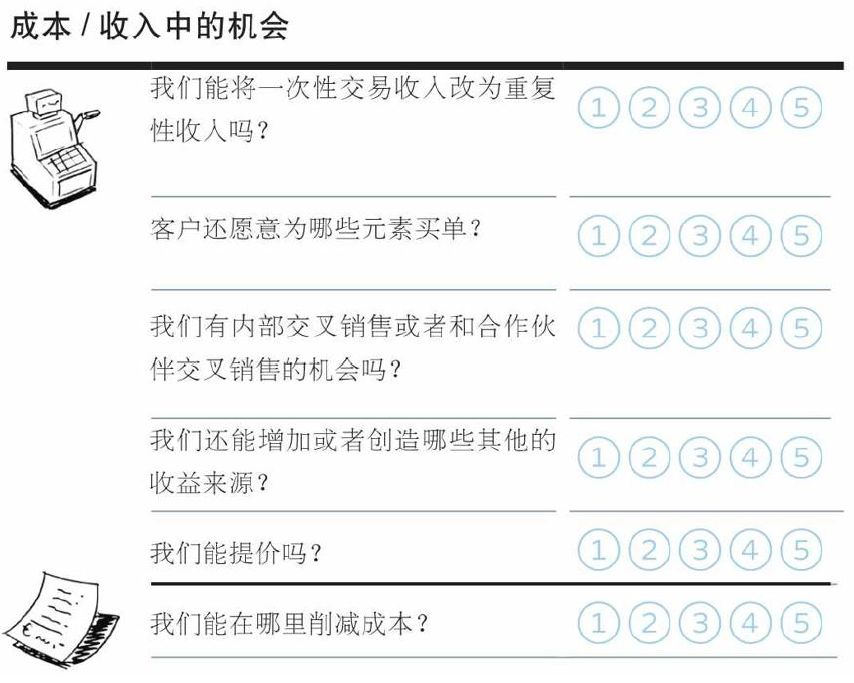 成本 / 收入中的机会
我们能将一次性交易收入改为重复
性收入吗？
1 2 3 4 5
客户还愿意为哪些元素买单？
1 2 3 4 5
我们有内部交叉销售或者和合作伙
伴交叉销售的机会吗？
1 2 3 4 5
我们还能增加或者创造哪些其他的
收益来源？
1 2 3 4 5
我们能提价吗？
1 2 3 4 5
我们能在哪里削减成本？
1 2 3 4 5